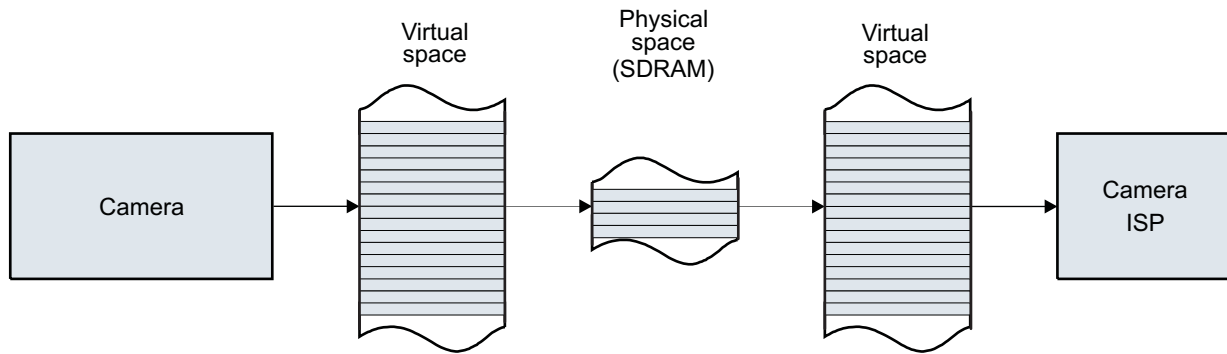 Virtual
space
Physical
space
(SDRAM)
Virtual
space
Camera
Camera
ISP